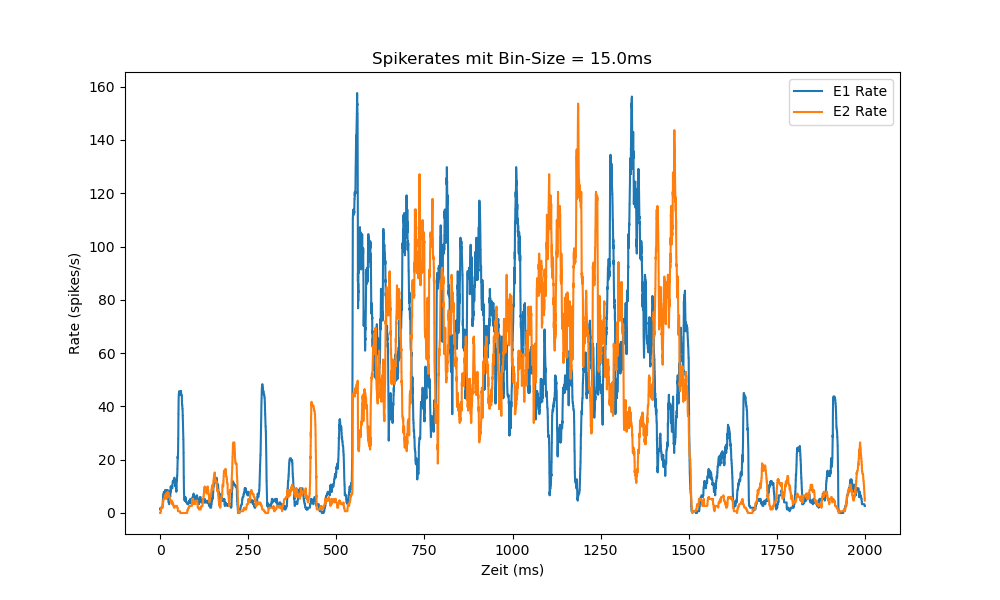 Spikerates mit Bin-Size = 15.0ms
E1 Rate
E2 Rate
160
140
120
100
80
60
40
20
0
Rate (spikes/s)
0 250 500 750 1000 1250 1500 1750 2000
Zeit (ms)